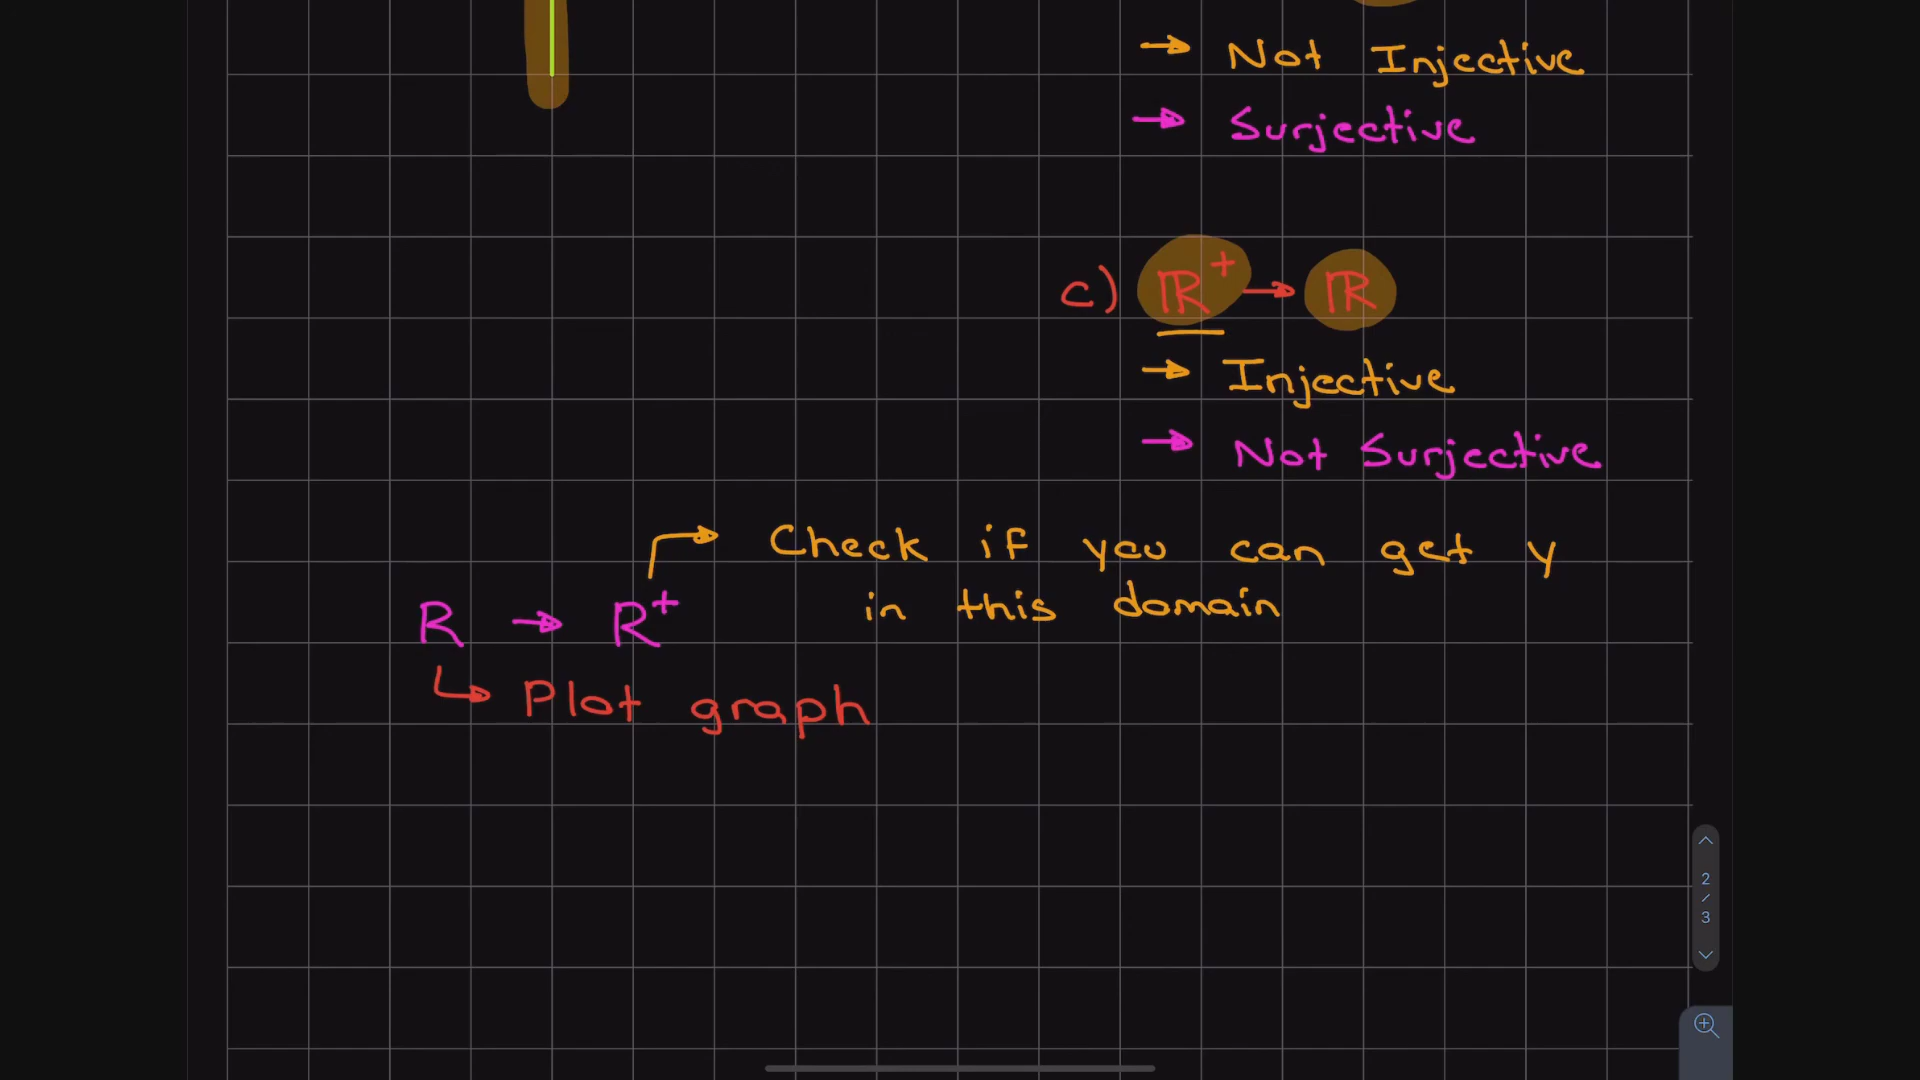 → Not Injective
→ Surjective
c) ℝ⁺ → ℝ
→ Injective
→ Not Surjective
Check if you can get y
in this domain
R → R⁺
Plot graph
2
/
3